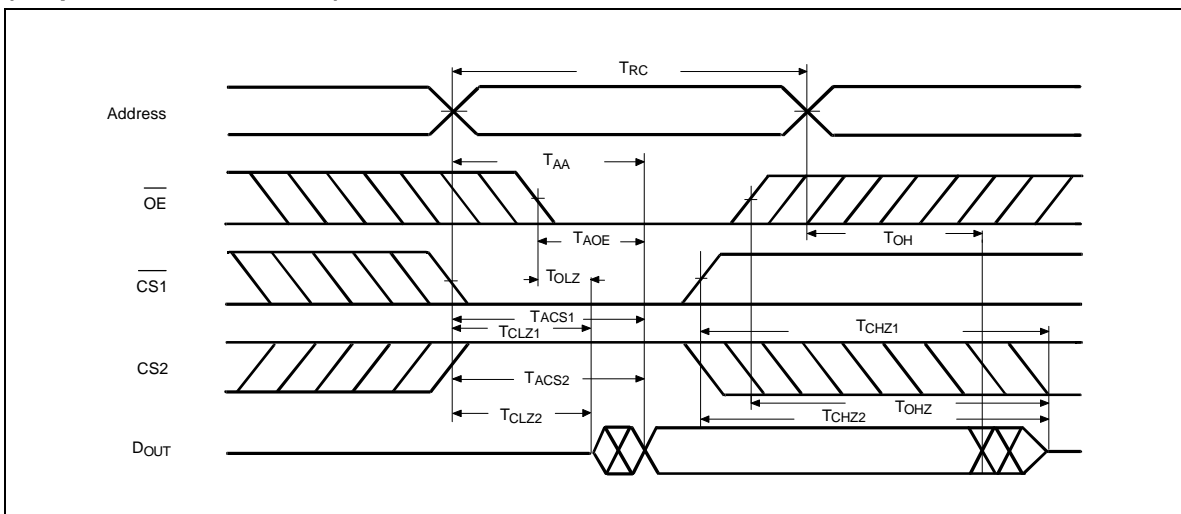 TRC
Address
TAA
OE
TAOE
TOH
CS1
TOLZ
TACS1
TCLZ1
TCHZ1
CS2
TACS2
TOHZ
TCLZ2
TCHZ2
DOUT